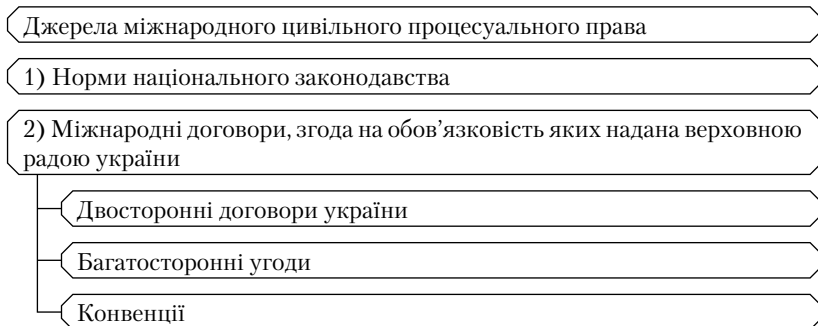 Джерела міжнародного цивільного процесуального права
1) Норми національного законодавства
2) Міжнародні договори, згода на обов’язковість яких надана верховною
радою україни
Двосторонні договори україни
Багатосторонні угоди
Конвенції